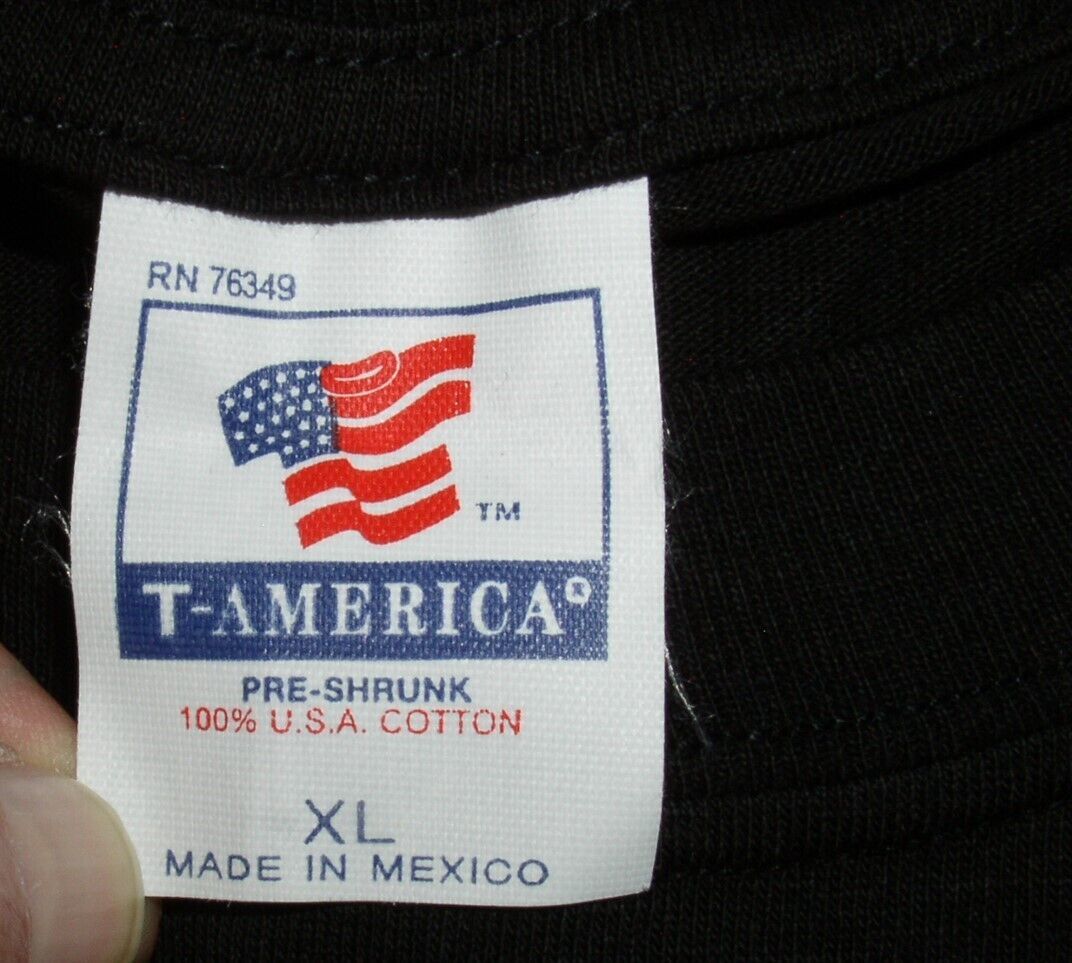 RN 76349
TM
T-AMERICA®
PRE-SHRUNK
100% U.S.A. COTTON
XL
MADE IN MEXICO